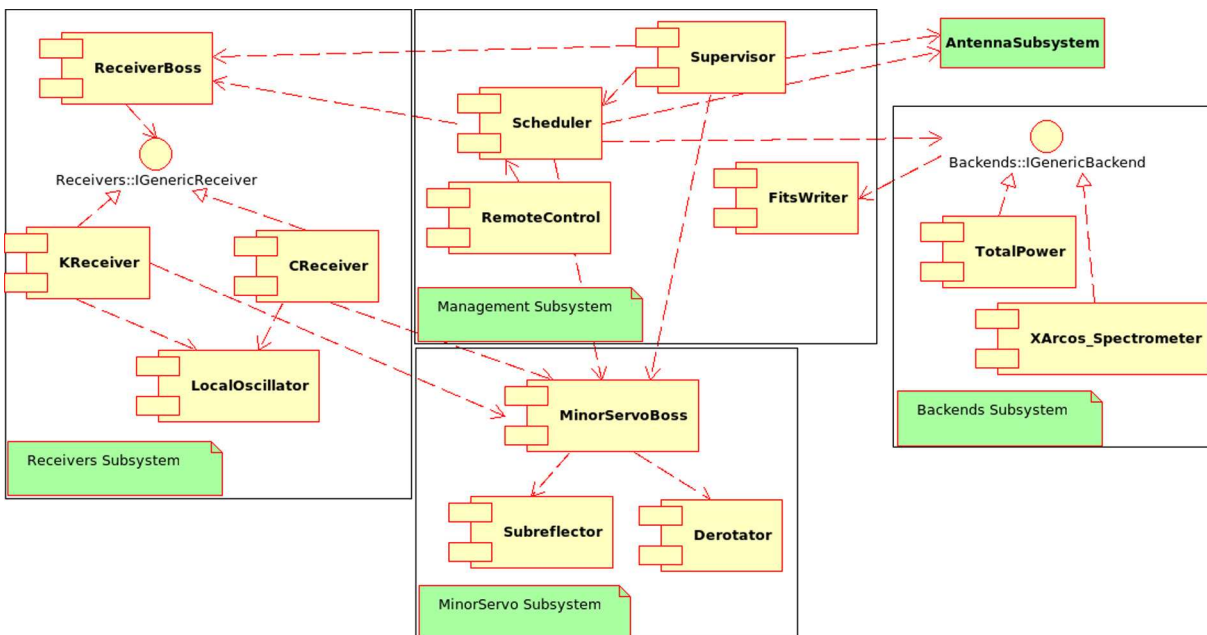 ReceiverBoss
Receivers::IGenericReceiver
KReceiver
CReceiver
LocalOscillator
Receivers Subsystem
Supervisor
Scheduler
RemoteControl
FitsWriter
Management Subsystem
AntennaSubsystem
Backends::IGenericBackend
TotalPower
XArcos_Spectrometer
Backends Subsystem
MinorServoBoss
Subreflector
Derotator
MinorServo Subsystem